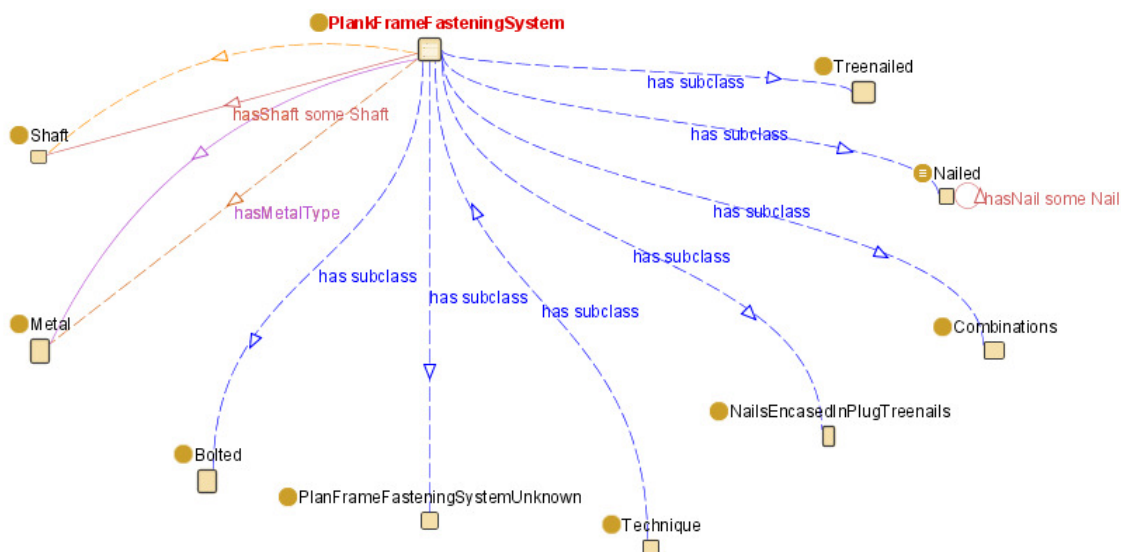 PlankFrameFasteningSystem
Treenailed
has subclass
hasShaft some Shaft
Shaft
has subclass
Nailed
hasNail some Nail
hasMetalType
has subclass
has subclass
has subclass
has subclass
has subclass
Metal
Combinations
NailsEncasedInPlugTreenails
Bolted
PlanFrameFasteningSystemUnknown
Technique